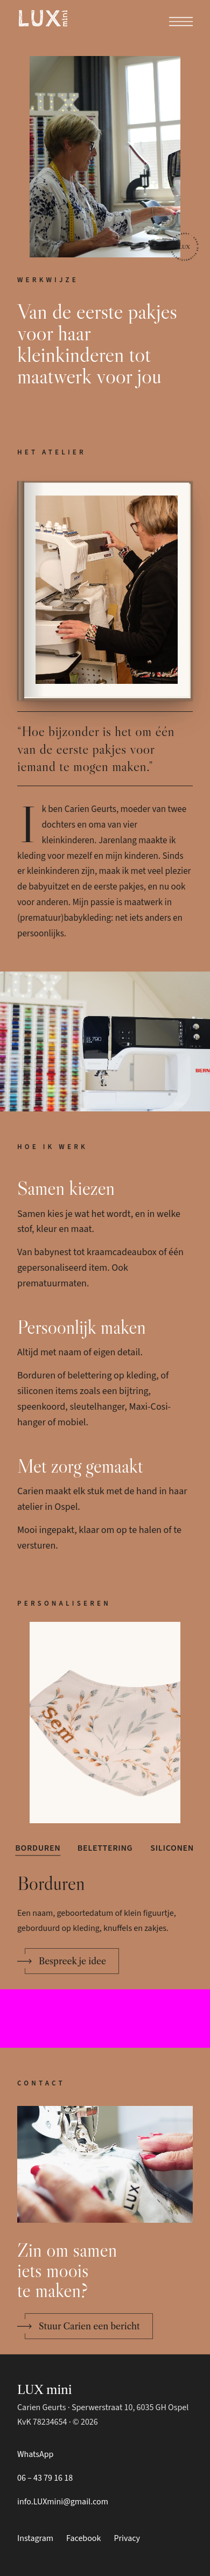 LUX mini
LUX
LUX
WERKWIJZE
Van de eerste pakjes
voor haar
kleinkinderen tot
maatwerk voor jou
HET ATELIER
“Hoe bijzonder is het om één
van de eerste pakjes voor
iemand te mogen maken.”
Ik ben Carien Geurts, moeder van twee
dochters en oma van vier
kleinkinderen. Jarenlang maakte ik
kleding voor mezelf en mijn kinderen. Sinds
er kleinkinderen zijn, maak ik met veel plezier
de babyuitzet en de eerste pakjes, en nu ook
voor anderen. Mijn passie is maatwerk in
(prematuur)babykleding: net iets anders en
persoonlijks.
HOE IK WERK
Samen kiezen
Samen kies je wat het wordt, en in welke
stof, kleur en maat.
Van babynest tot kraamcadeaubox of één
gepersonaliseerd item. Ook
prematuurmaten.
Persoonlijk maken
Altijd met naam of eigen detail.
Borduren of belettering op kleding, of
siliconen items zoals een bijtring,
speenkoord, sleutelhanger, Maxi-Cosi-
hanger of mobiel.
Met zorg gemaakt
Carien maakt elk stuk met de hand in haar
atelier in Ospel.
Mooi ingepakt, klaar om op te halen of te
versturen.
PERSONALISEREN
Sem
BORDUREN BELETTERING SILICONEN
Borduren
Een naam, geboortedatum of klein figuurtje,
geborduurd op kleding, knuffels en zakjes.
Bespreek je idee
CONTACT
LUX
Zin om samen
iets moois
te maken?
Stuur Carien een bericht
LUX mini
Carien Geurts · Sperwerstraat 10, 6035 GH Ospel
KvK 78234654 · © 2026
WhatsApp
06 – 43 79 16 18
info.LUXmini@gmail.com
Instagram Facebook Privacy